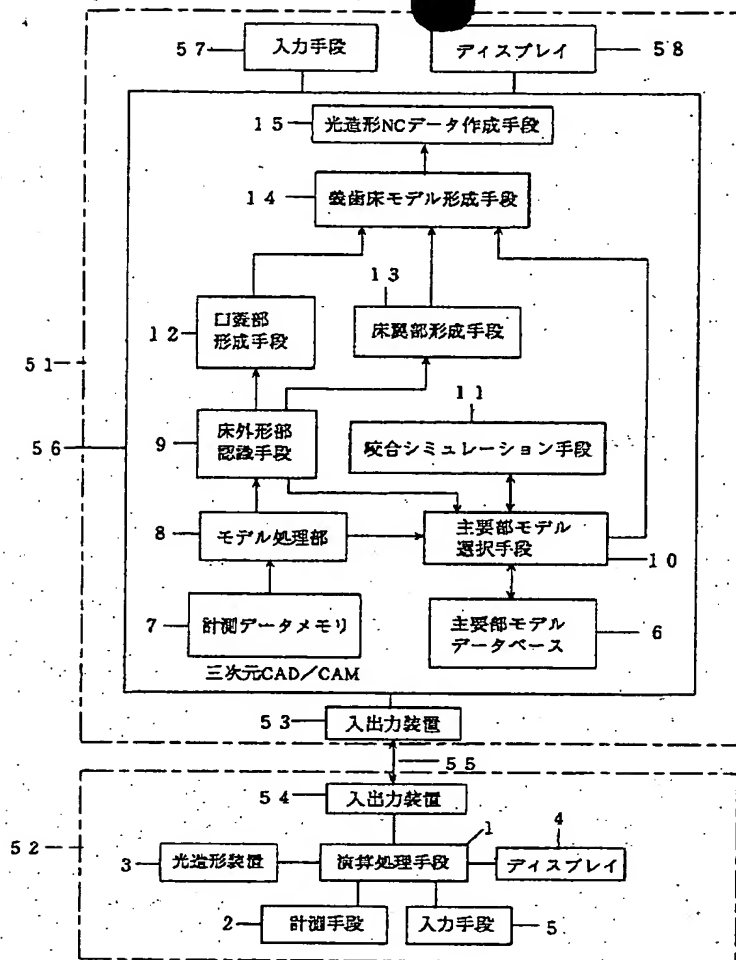 57
入力手段
ディスプレイ
58
15
光造形NCデータ作成手段
14
義歯床モデル形成手段
13
12
口蓋部
形成手段
床翼部形成手段
51
11
56
9
床外形部
認識手段
咬合シミュレーション手段
8
モデル処理部
主要部モデル
選択手段
10
7
計測データメモリ
主要部モデル
データベース
6
三次元CAD/CAM
53
入出力装置
55
54
入出力装置
1
4
52
3
光造形装置
演算処理手段
ディスプレイ
2
計測手段
入力手段
5